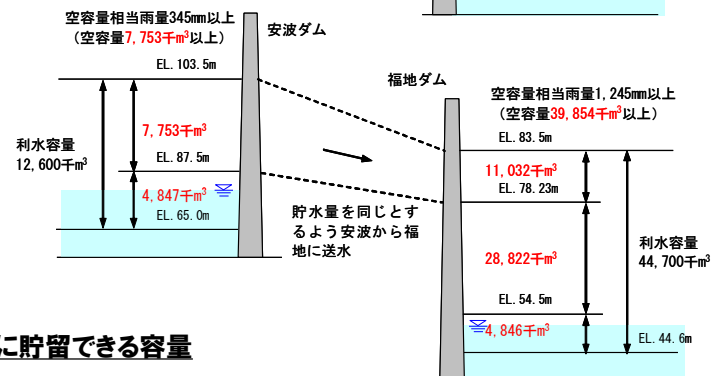 空容量相当雨量345mm以上
（空容量7,753千m³以上）
安波ダム
EL.103.5m
利水容量
12,600千m³
7,753千m³
EL.87.5m
4,847千m³
EL.65.0m
貯水量を同じとす
るよう安波から福
地に送水
福地ダム
空容量相当雨量1,245mm以上
（空容量39,854千m³以上）
EL.83.5m
11,032千m³
EL.78.23m
28,822千m³
利水容量
44,700千m³
EL.54.5m
4,846千m³
EL.44.6m
に貯留できる容量